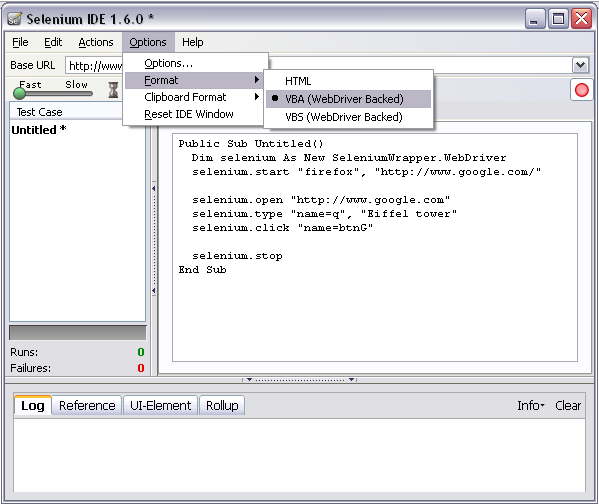 Selenium IDE 1.6.0 *
File Edit Actions Options Help
Base URL http://www
Options...
Format
Clipboard Format
Reset IDE Window
HTML
VBA (WebDriver Backed)
VBS (WebDriver Backed)
Fast Slow
Test Case
Untitled *
Public Sub Untitled()
Dim selenium As New SeleniumWrapper.WebDriver
selenium.start "firefox", "http://www.google.com/"
selenium.open "http://www.google.com"
selenium.type "name=q", "Eiffel tower"
selenium.click "name=btnG"
selenium.stop
End Sub
Runs: 0
Failures: 0
Log Reference UI-Element Rollup Info Clear